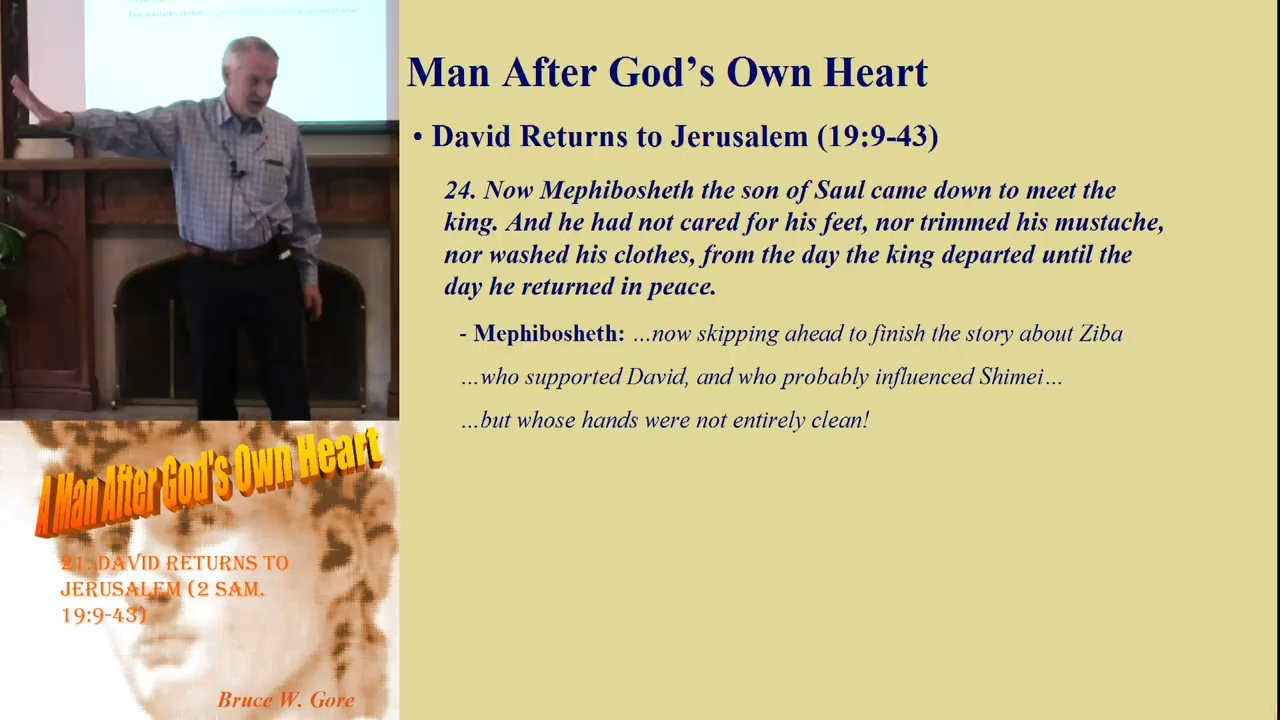 Man After God's Own Heart
• David Returns to Jerusalem (19:9-43)
24. Now Mephibosheth the son of Saul came down to meet the
king. And he had not cared for his feet, nor trimmed his mustache,
nor washed his clothes, from the day the king departed until the
day he returned in peace.
- Mephibosheth: …now skipping ahead to finish the story about Ziba
…who supported David, and who probably influenced Shimei…
…but whose hands were not entirely clean!
A Man After God's Own Heart
21. DAVID RETURNS TO
JERUSALEM (2 SAM.
19:9-43)
Bruce W. Gore